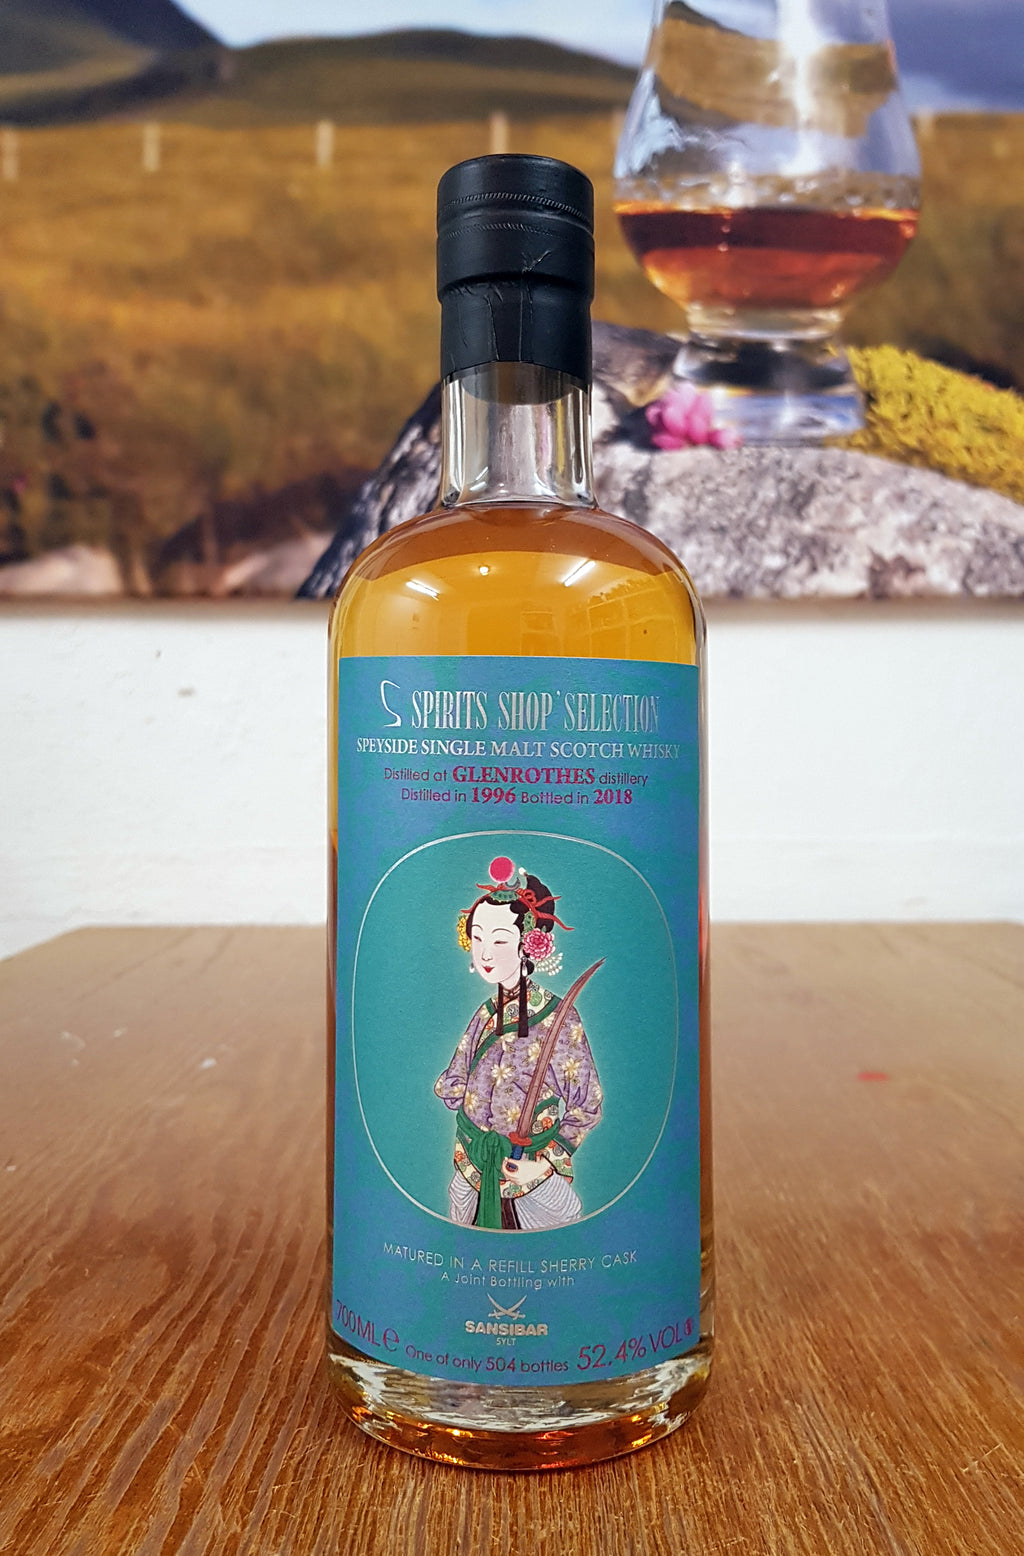 S SPIRITS SHOP' SELECTION
SPEYSIDE SINGLE MALT SCOTCH WHISKY
Distilled at GLENROTHES distillery
Distilled in 1996 Bottled in 2018
MATURED IN A REFILL SHERRY CASK
A Joint Bottling with
SANSIBAR
SYLT
700ML e One of only 504 bottles 52.4% VOL